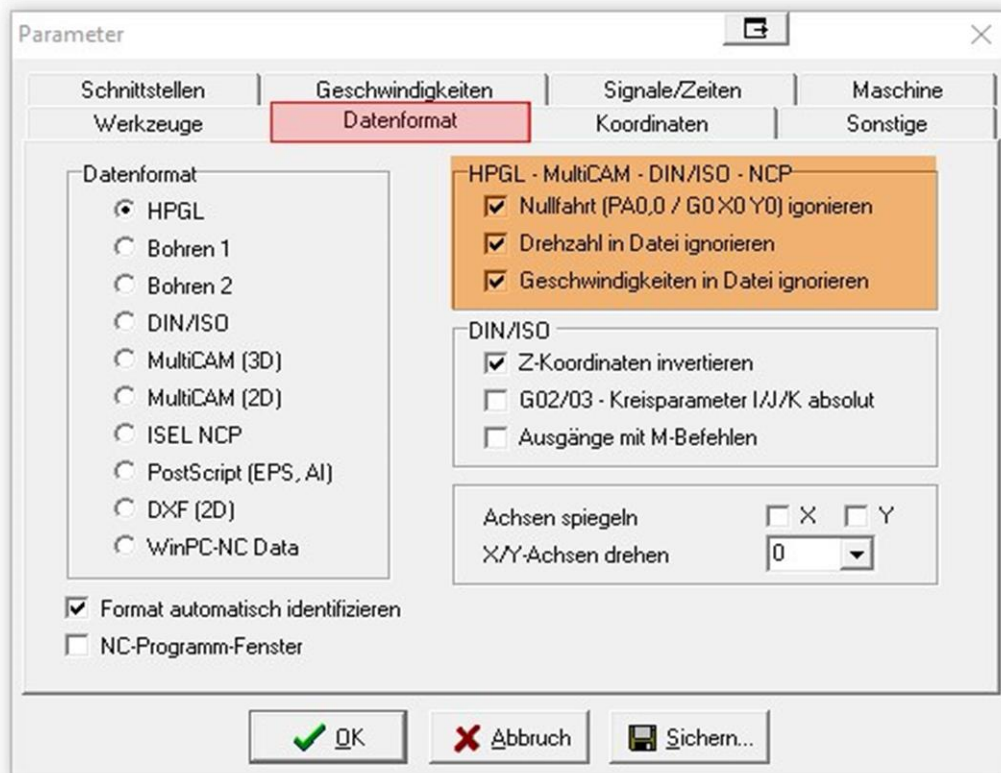 Parameter
Schnittstellen
Geschwindigkeiten
Signale/Zeiten
Maschine
Werkzeuge
Datenformat
Koordinaten
Sonstige
Datenformat
HPGL
Bohren 1
Bohren 2
DIN/ISO
MultiCAM (3D)
MultiCAM (2D)
ISEL NCP
PostScript (EPS, AI)
DXF (2D)
WinPC-NC Data
Format automatisch identifizieren
NC-Programm-Fenster
HPGL - MultiCAM - DIN/ISO - NCP
Nullfahrt (PA0,0 / G0 X0 Y0) igonieren
Drehzahl in Datei ignorieren
Geschwindigkeiten in Datei ignorieren
DIN/ISO
Z-Koordinaten invertieren
G02/03 - Kreisparameter I/J/K absolut
Ausgänge mit M-Befehlen
Achsen spiegeln X Y
X/Y-Achsen drehen 0
OK
Abbruch
Sichern...